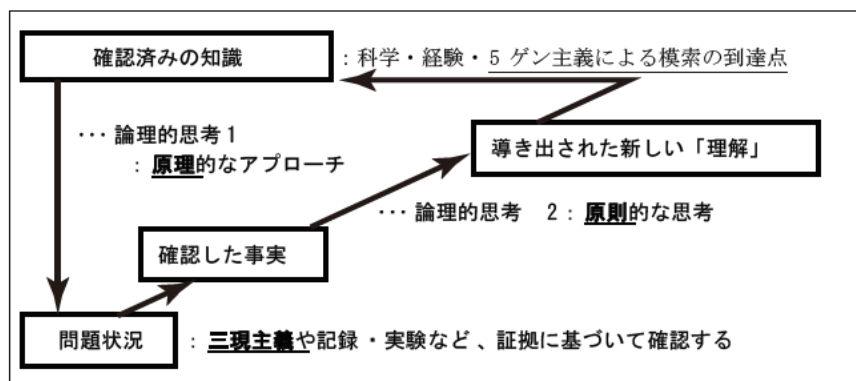 確認済みの知識 : 科学・経験・5 ゲン主義による模索の到達点
・・・ 論理的思考 1
: 原理的なアプローチ
導き出された新しい「理解」
・・・ 論理的思考 2 : 原則的な思考
確認した事実
問題状況 : 三現主義や記録・実験など、証拠に基づいて確認する